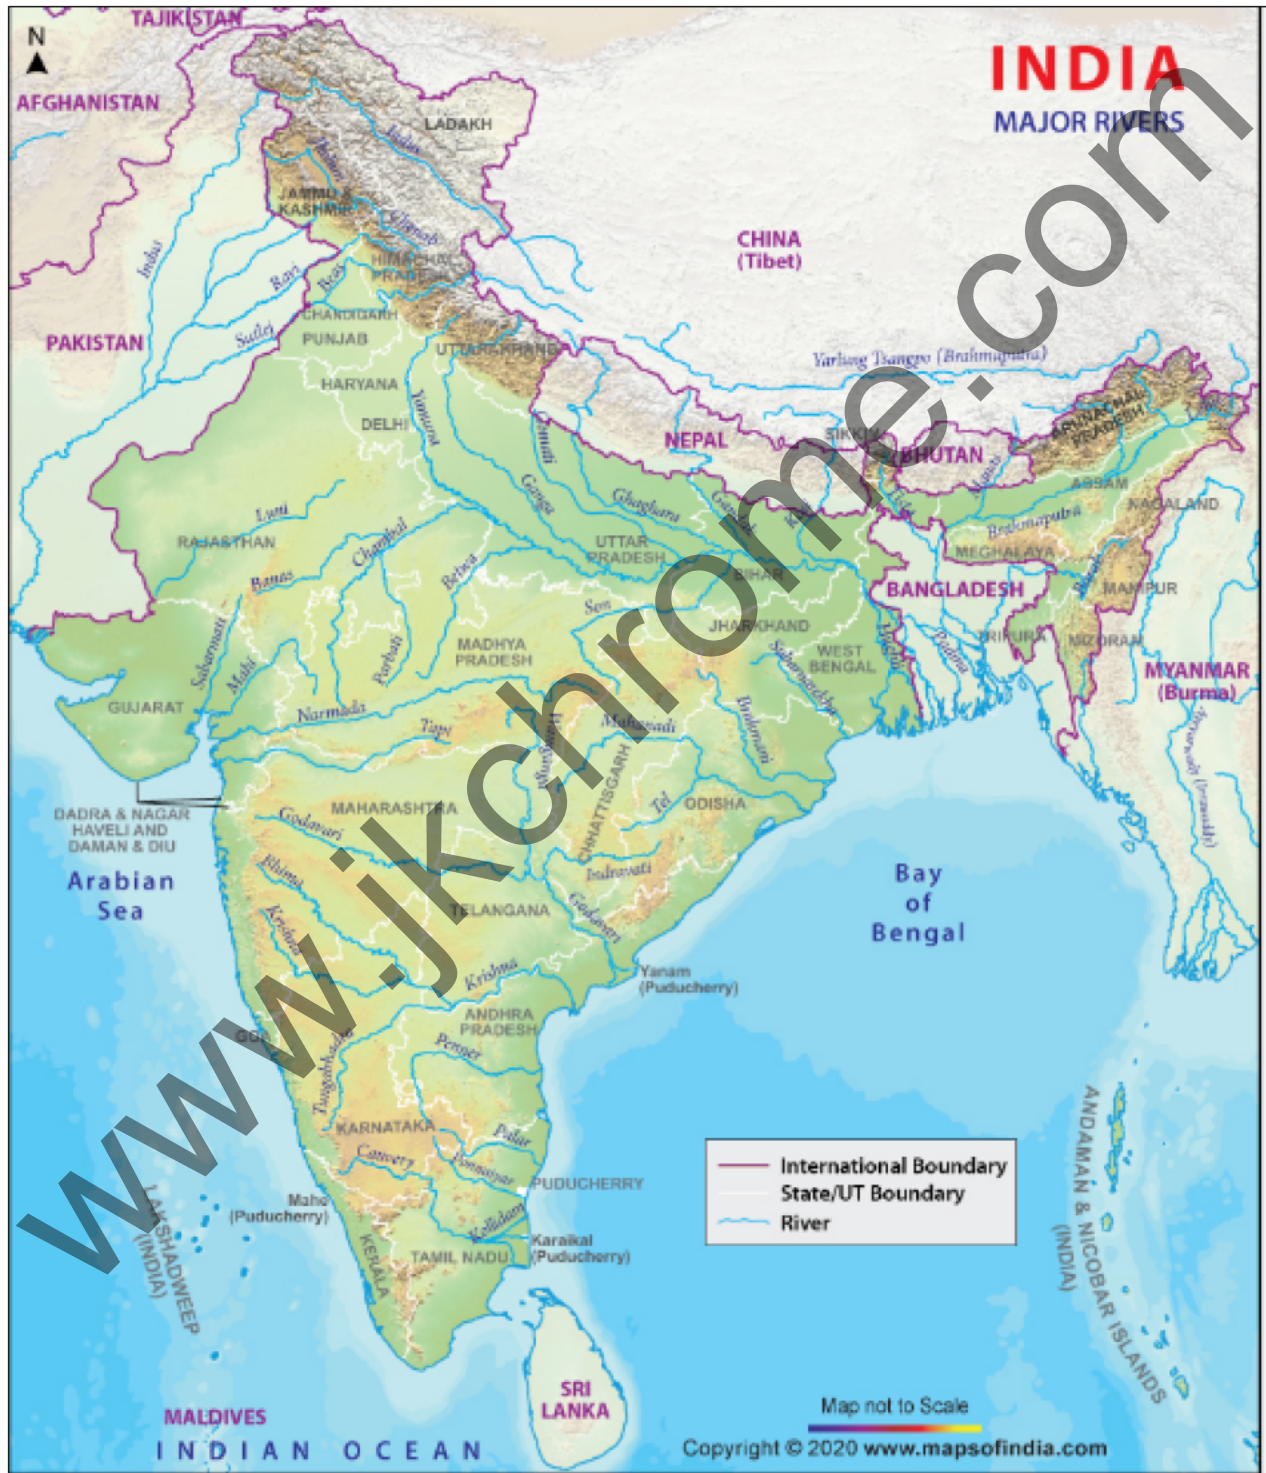 TAJIKISTAN
N
INDIA
MAJOR RIVERS
AFGHANISTAN
LADAKH
Indus
Jhelum
JAMMU &
KASHMIR
Chenab
CHINA
(Tibet)
Indus
Ravi
Beas
HIMACHAL
PRADESH
CHANDIGARH
PAKISTAN
Sutlej
PUNJAB
UTTARAKHAND
Yarlung Tsangpo (Brahmaputra)
HARYANA
DELHI
Yamuna
Gomati
NEPAL
SIKKIM
BHUTAN
ARUNACHAL
PRADESH
Manas
ASSAM
NAGALAND
Ganga
Ghaghara
Gandak
Luni
RAJASTHAN
Chambal
Banas
Betwa
UTTAR
PRADESH
BIHAR
Brahmaputra
MEGHALAYA
MANIPUR
BANGLADESH
Son
JHARKHAND
Sabarmati
Mahi
Parbati
MADHYA
PRADESH
WEST
BENGAL
Padma
TRIPURA
MIZORAM
MYANMAR
(Burma)
Subarnarekha
GUJARAT
Narmada
Tapi
Mahanadi
Brahmani
DADRA & NAGAR
HAVELI AND
DAMAN & DIU
MAHARASHTRA
CHHATTISGARH
Tel
ODISHA
Godavari
Arabian
Sea
Bhima
Indravati
Bay
of
Bengal
Krishna
TELANGANA
Godavari
Krishna
Yanam
(Puducherry)
GOA
ANDHRA
PRADESH
Tungabhadra
Penner
KARNATAKA
Palar
Cauvery
Ponnaiyar
PUDUCHERRY
Mahe
(Puducherry)
Kollidam
Karaikal
(Puducherry)
TAMIL NADU
KERALA
LAKSHADWEEP
(INDIA)
ANDAMAN & NICOBAR ISLANDS
(INDIA)
International Boundary
State/UT Boundary
River
SRI
LANKA
MALDIVES
INDIAN OCEAN
Map not to Scale
Copyright © 2020 www.mapsofindia.com
www.jkchrome.com